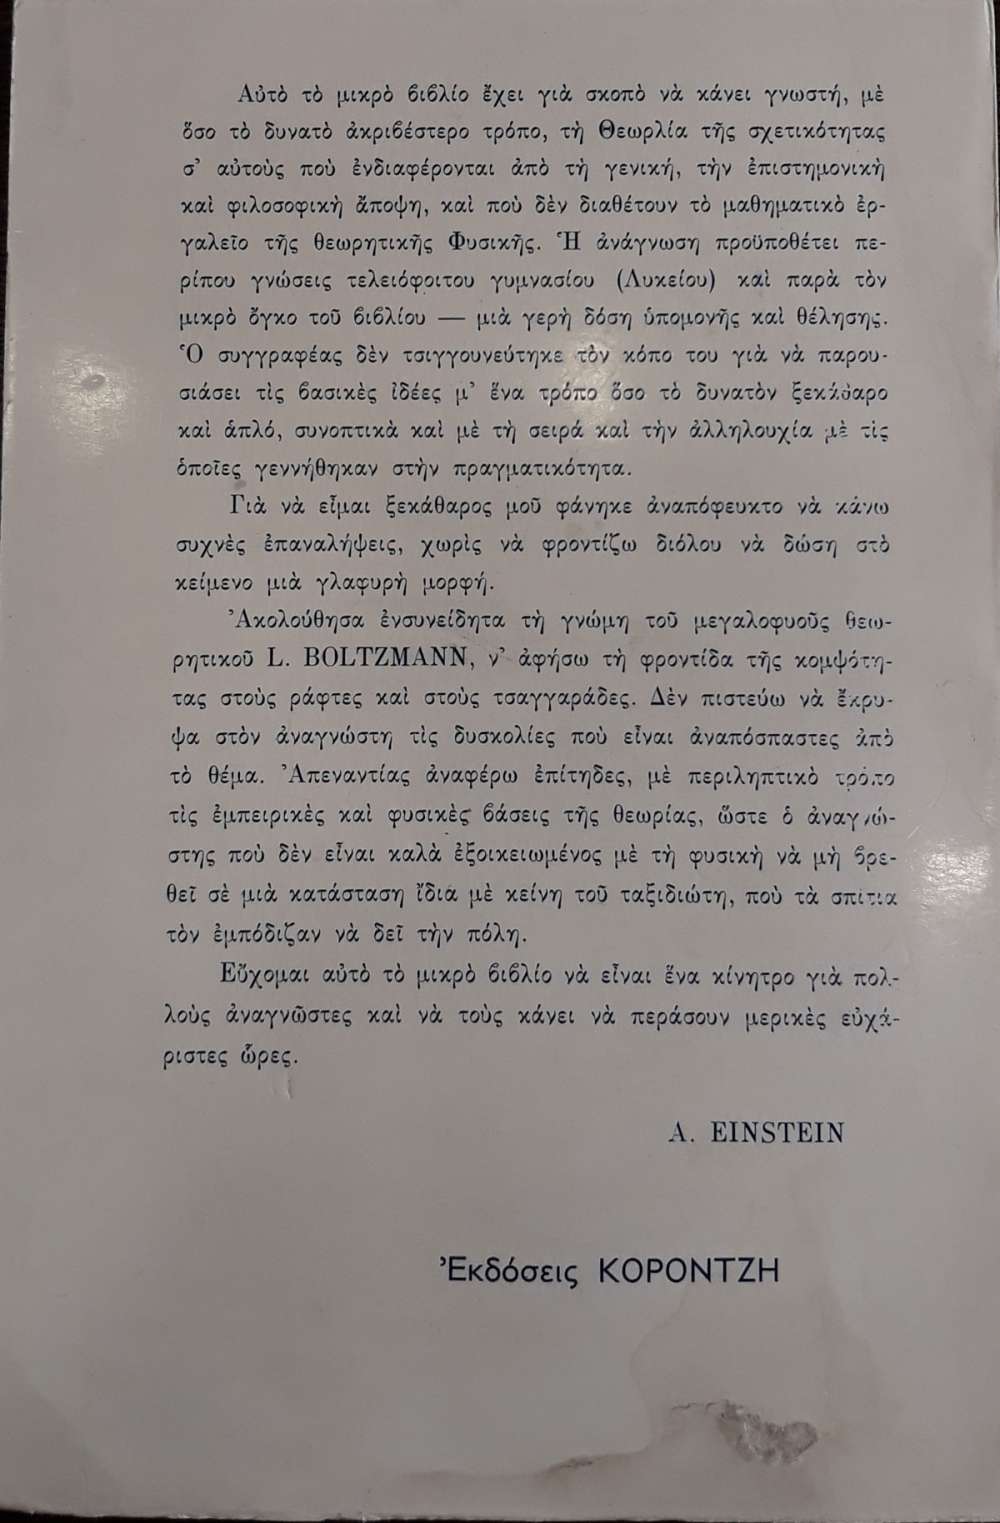 Αὐτὸ τὸ μικρὸ βιβλίο ἔχει γιὰ σκοπὸ νὰ κάνει γνωστή, μὲ
ὅσο τὸ δυνατὸ ἀκριβέστερο τρόπο, τὴ Θεωρλία τῆς σχετικότητας
σ’ αὐτοὺς ποὺ ἐνδιαφέρονται ἀπὸ τὴ γενική, τὴν ἐπιστημονικὴ
καὶ φιλοσοφικὴ ἄποψη, καὶ ποὺ δὲν διαθέτουν τὸ μαθηματικὸ ἐρ-
γαλεῖο τῆς θεωρητικῆς Φυσικῆς. Ἡ ἀνάγνωση προϋποθέτει πε-
ρίπου γνώσεις τελειόφοιτου γυμνασίου (Λυκείου) καὶ παρὰ τὸν
μικρὸ ὄγκο τοῦ βιβλίου — μιὰ γερὴ δόση ὑπομονῆς καὶ θέλησης.
Ὁ συγγραφέας δὲν τσιγγουνεύτηκε τὸν κόπο του γιὰ νὰ παρου-
σιάσει τὶς βασικὲς ἰδέες μ’ ἕνα τρόπο ὅσο τὸ δυνατὸν ξεκάθαρο
καὶ ἁπλό, συνοπτικὰ καὶ μὲ τὴ σειρά καὶ τὴν ἀλληλουχία μὲ τὶς
ὁποῖες γεννήθηκαν στὴν πραγματικότητα.
Γιὰ νὰ εἶμαι ξεκάθαρος μοῦ φάνηκε ἀναπόφευκτο νὰ κάνω
συχνὲς ἐπαναλήψεις, χωρὶς νὰ φροντίζω διόλου νὰ δώση στὸ
κείμενο μιὰ γλαφυρὴ μορφή.
Ἀκολούθησα ἐνσυνείδητα τὴ γνώμη τοῦ μεγαλοφυοῦς θεω-
ρητικοῦ L. BOLTZMANN, ν’ ἀφήσω τὴ φροντίδα τῆς κομψότη-
τας στοὺς ράφτες καὶ στοὺς τσαγγαράδες. Δὲν πιστεύω νὰ ἔκρυ-
ψα στὸν ἀναγνώστη τὶς δυσκολίες ποὺ εἶναι ἀναπόσπαστες ἀπὸ
τὸ θέμα. Ἀπεναντίας ἀναφέρω ἐπίτηδες, μὲ περιληπτικὸ τρόπο
τὶς ἐμπειρικὲς καὶ φυσικὲς βάσεις τῆς θεωρίας, ὥστε ὁ ἀναγνώ-
στης ποὺ δὲν εἶναι καλὰ ἐξοικειωμένος μὲ τὴ φυσικὴ νὰ μὴ βρε-
θεῖ σὲ μιὰ κατάσταση ἴδια μὲ κείνη τοῦ ταξιδιώτη, ποὺ τὰ σπίτια
τὸν ἐμπόδιζαν νὰ δεῖ τὴν πόλη.
Εὔχομαι αὐτὸ τὸ μικρὸ βιβλίο νὰ εἶναι ἕνα κίνητρο γιὰ πολ-
λοὺς ἀναγνῶστες καὶ νὰ τοὺς κάνει νὰ περάσουν μερικὲς εὐχά-
ριστες ὧρες.
A. EINSTEIN
Ἐκδόσεις ΚΟΡΟΝΤΖΗ